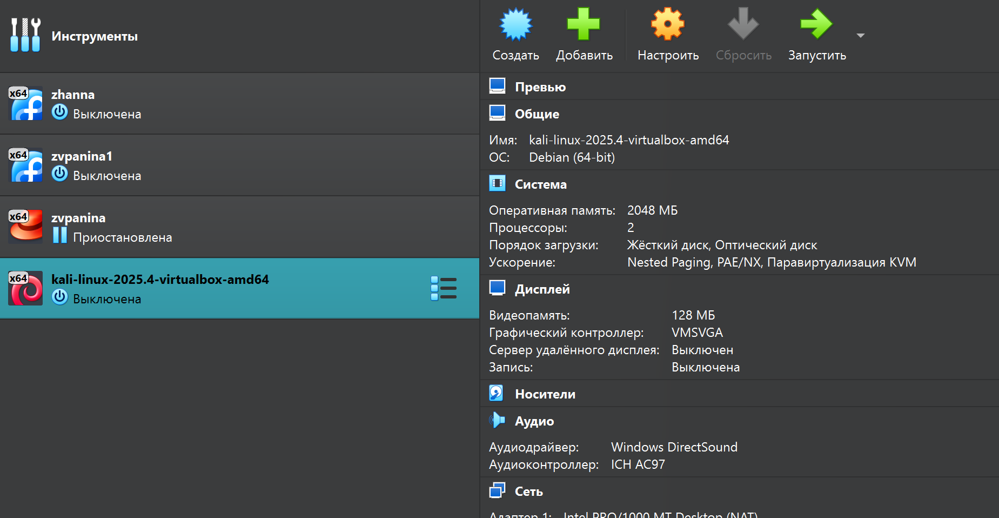 Инструменты
x64
zhanna
Выключена
x64
zvpanina1
Выключена
x64
zvpanina
Приостановлена
x64
kali-linux-2025.4-virtualbox-amd64
Выключена
Создать Добавить Настроить Сбросить Запустить
Превью
Общие
Имя: kali-linux-2025.4-virtualbox-amd64
ОС: Debian (64-bit)
Система
Оперативная память: 2048 МБ
Процессоры: 2
Порядок загрузки: Жёсткий диск, Оптический диск
Ускорение: Nested Paging, PAE/NX, Паравиртуализация KVM
Дисплей
Видеопамять: 128 МБ
Графический контроллер: VMSVGA
Сервер удалённого дисплея: Выключен
Запись: Выключена
Носители
Аудио
Аудиодрайвер: Windows DirectSound
Аудиоконтроллер: ICH AC97
Сеть
Адаптер 1: Intel PRO/1000 MT Desktop (NAT)